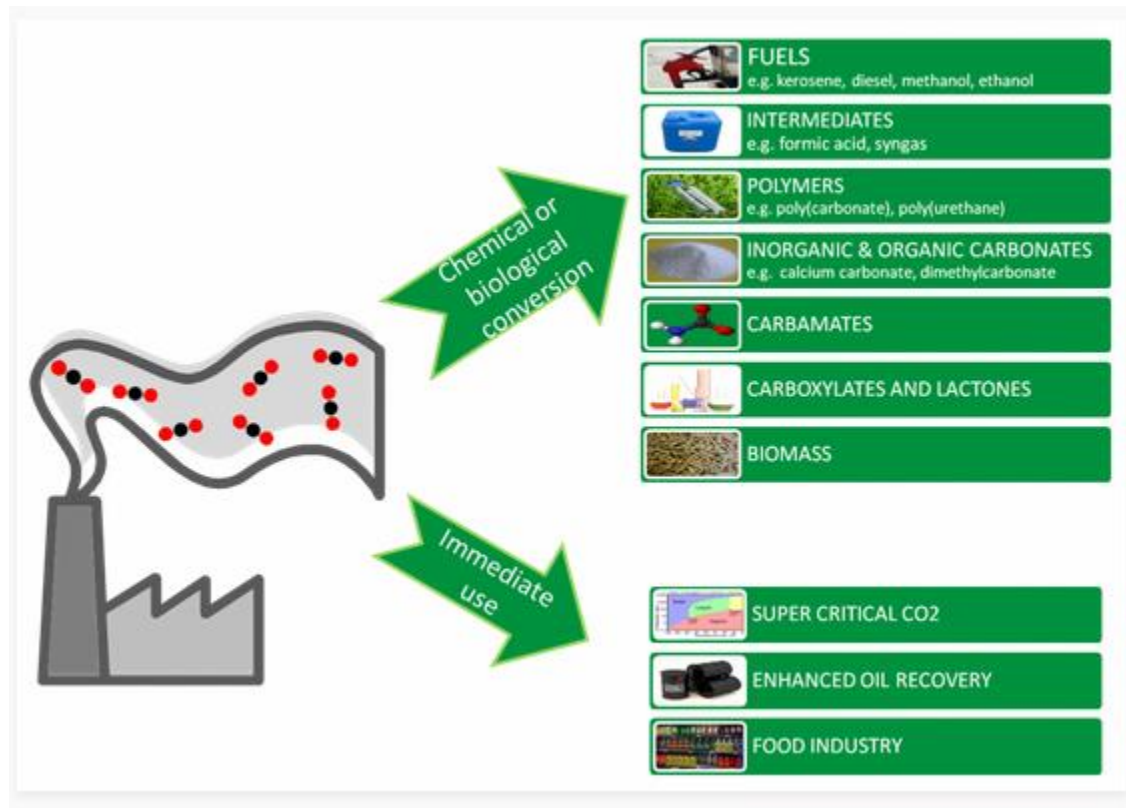 FUELS
e.g. kerosene, diesel, methanol, ethanol
INTERMEDIATES
e.g. formic acid, syngas
POLYMERS
e.g. poly(carbonate), poly(urethane)
INORGANIC & ORGANIC CARBONATES
e.g. calcium carbonate, dimethylcarbonate
CARBAMATES
CARBOXYLATES AND LACTONES
BIOMASS
Chemical or
biological
conversion
Immediate
use
SUPER CRITICAL CO2
ENHANCED OIL RECOVERY
FOOD INDUSTRY